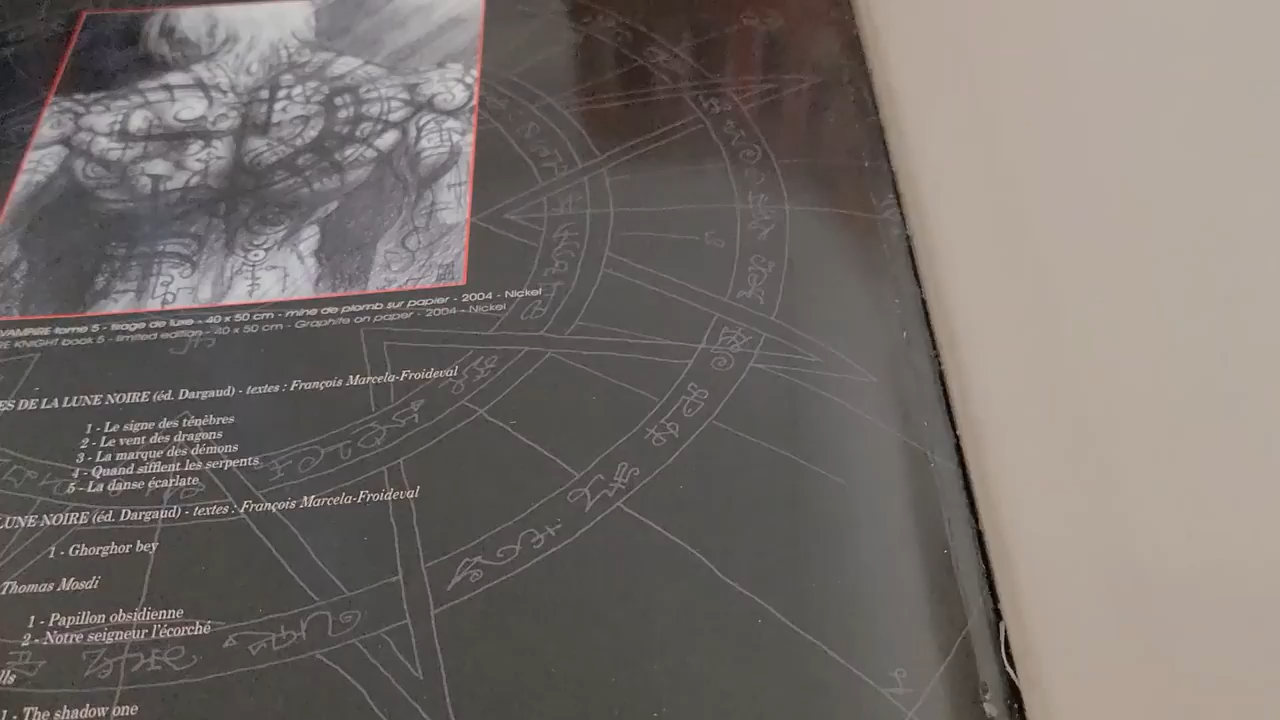 VAMPIRE tome 5 - tirage de luxe - 40 x 50 cm - mine de plomb sur papier - 2004 - Nickel
KNIGHT book 5 - limited edition - 40 x 50 cm - Graphite on paper - 2004 - Nickel
DE LA LUNE NOIRE (éd. Dargaud) - textes : François Marcela-Froideval
1 - Le signe des ténèbres
2 - Le vent des dragons
3 - La marque des démons
4 - Quand sifflent les serpents
5 - La danse écarlate
LUNE NOIRE (éd. Dargaud) - textes : François Marcela-Froideval
1 - Ghorghor bey
Thomas Mosdi
1 - Papillon obsidienne
2 - Notre seigneur l'écorché
1 - The shadow one